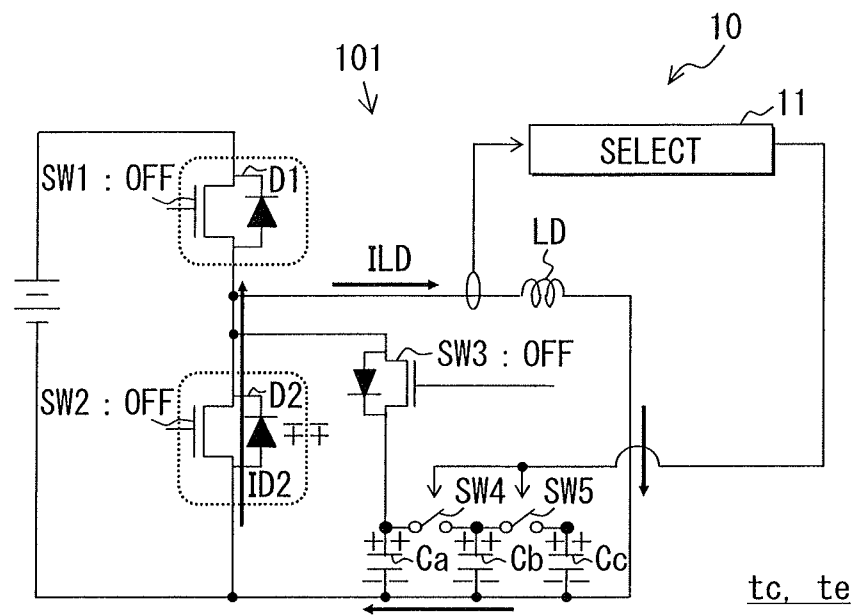 10
101
11
SELECT
SW1 : OFF
D1
ILD
LD
SW3 : OFF
SW2 : OFF
D2
ID2
SW4
SW5
Ca
Cb
Cc
tc, te